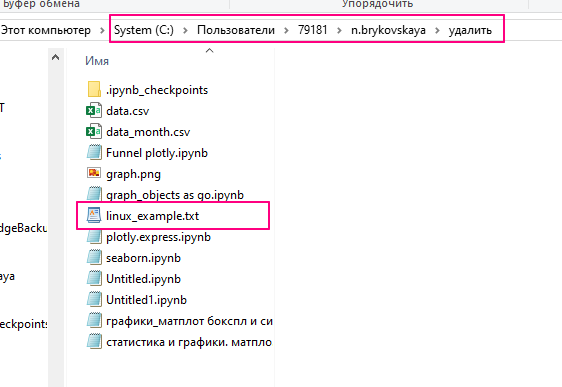 Буфер обмена Упорядочить
Этот компьютер > System (C:) > Пользователи > 79181 > n.brykovskaya > удалить
Имя
.ipynb_checkpoints
data.csv
data_month.csv
Funnel plotly.ipynb
graph.png
graph_objects as go.ipynb
linux_example.txt
plotly.express.ipynb
seaborn.ipynb
Untitled.ipynb
Untitled1.ipynb
графики_матплот бокспл и си
статистика и графики. матпло
dgeBacku
aya
eckpoints